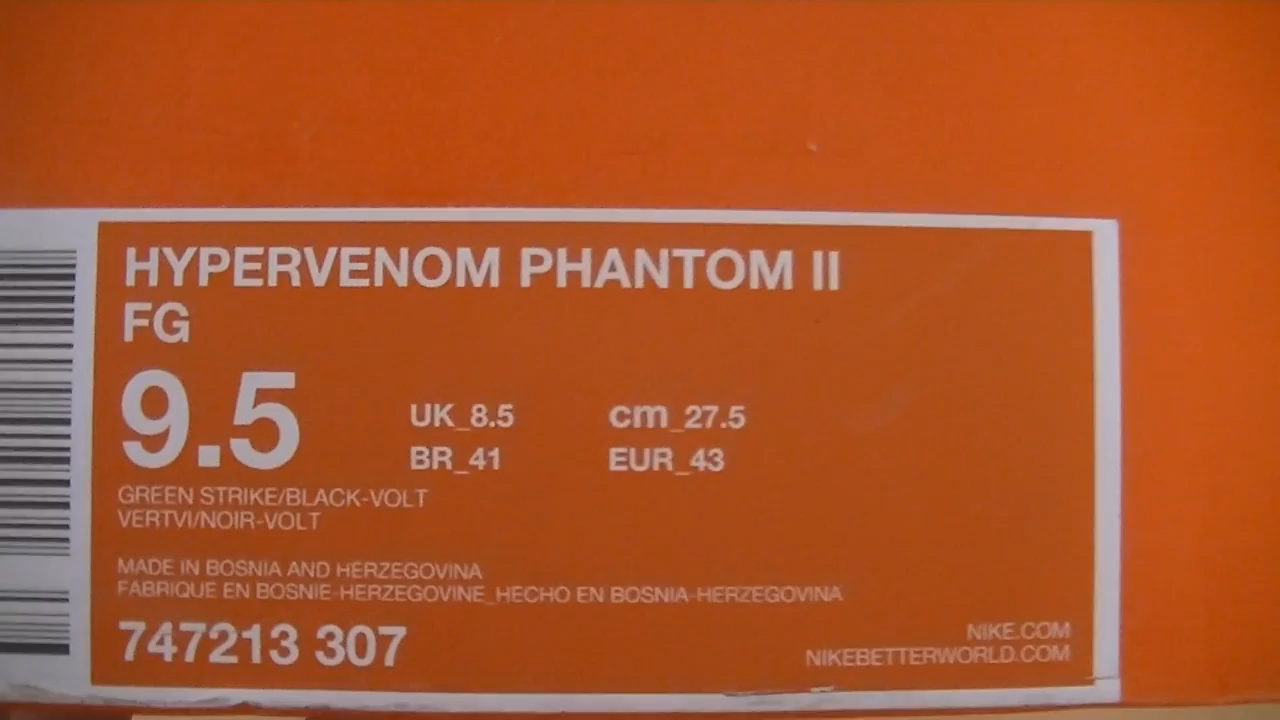 HYPERVENOM PHANTOM II
FG
9.5
UK_8.5 cm_27.5
BR_41 EUR_43
GREEN STRIKE/BLACK-VOLT
VERTVI/NOIR-VOLT
MADE IN BOSNIA AND HERZEGOVINA
FABRIQUE EN BOSNIE-HERZEGOVINE_HECHO EN BOSNIA-HERZEGOVINA
747213 307
NIKE.COM
NIKEBETTERWORLD.COM